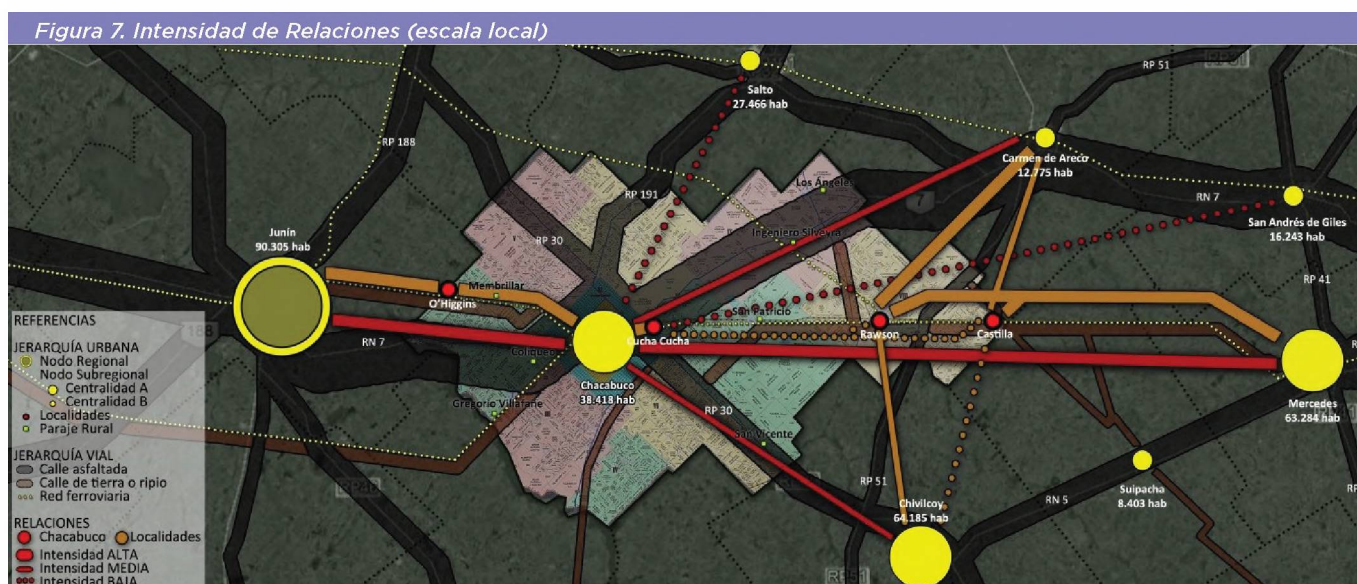 Figura 7. Intensidad de Relaciones (escala local)
RP 51
Salto
27.466 hab
RP 188
Carmen de Areco
12.775 hab
Los Ángeles
RP 191
7
RN 7
San Andrés de Giles
16.243 hab
Junín
90.305 hab
RP 30
Ingeniero Silveyra
RP 41
Membrillar
O'Higgins
San Patricio
188
RN 7
Cucha Cucha
Rawson
Castilla
Coliqueo
Chacabuco
38.418 hab
Gregorio Villafañe
RP 30
Mercedes
63.284 hab
San Vicente
Suipacha
8.403 hab
RP 51
RN 5
Chivilcoy
64.185 hab
REFERENCIAS
JERARQUÍA URBANA
Nodo Regional
Nodo Subregional
Centralidad A
Centralidad B
Localidades
Paraje Rural
JERARQUÍA VIAL
Calle asfaltada
Calle de tierra o ripio
Red ferroviaria
RELACIONES
Chacabuco Localidades
Intensidad ALTA
Intensidad MEDIA
Intensidad BAJA